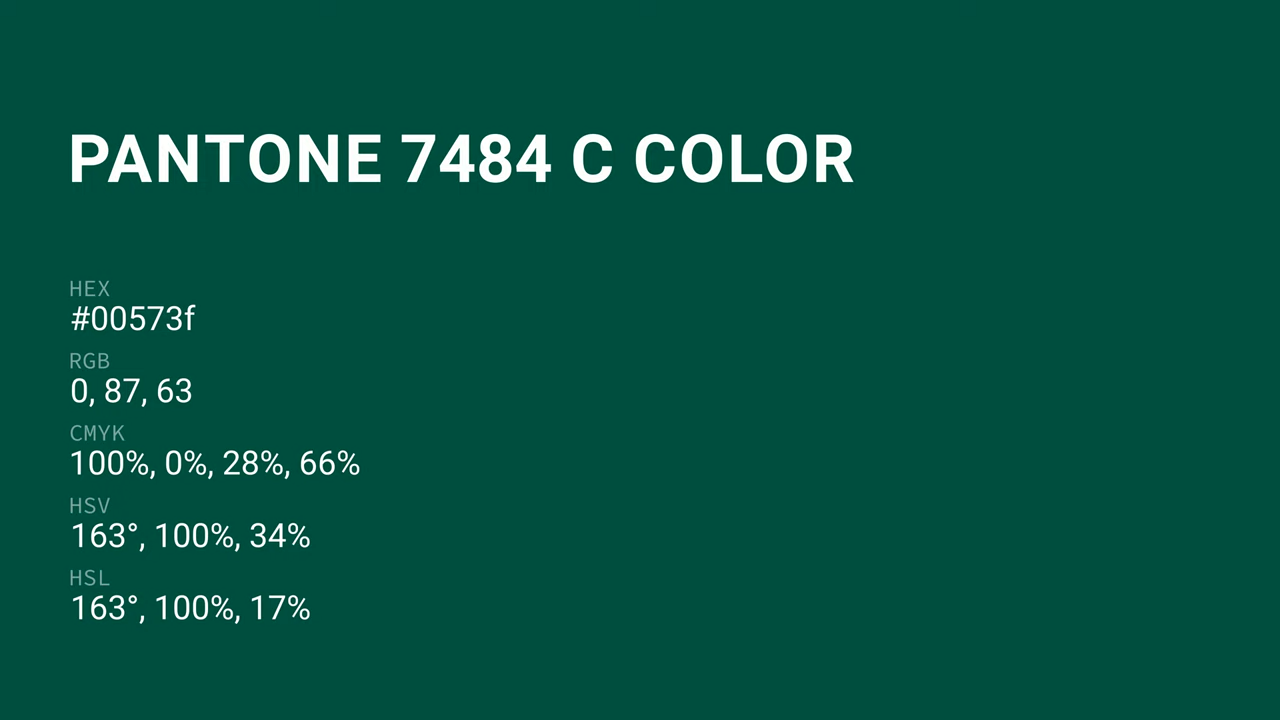 PANTONE 7484 C COLOR
HEX
#00573f
RGB
0, 87, 63
CMYK
100%, 0%, 28%, 66%
HSV
163°, 100%, 34%
HSL
163°, 100%, 17%